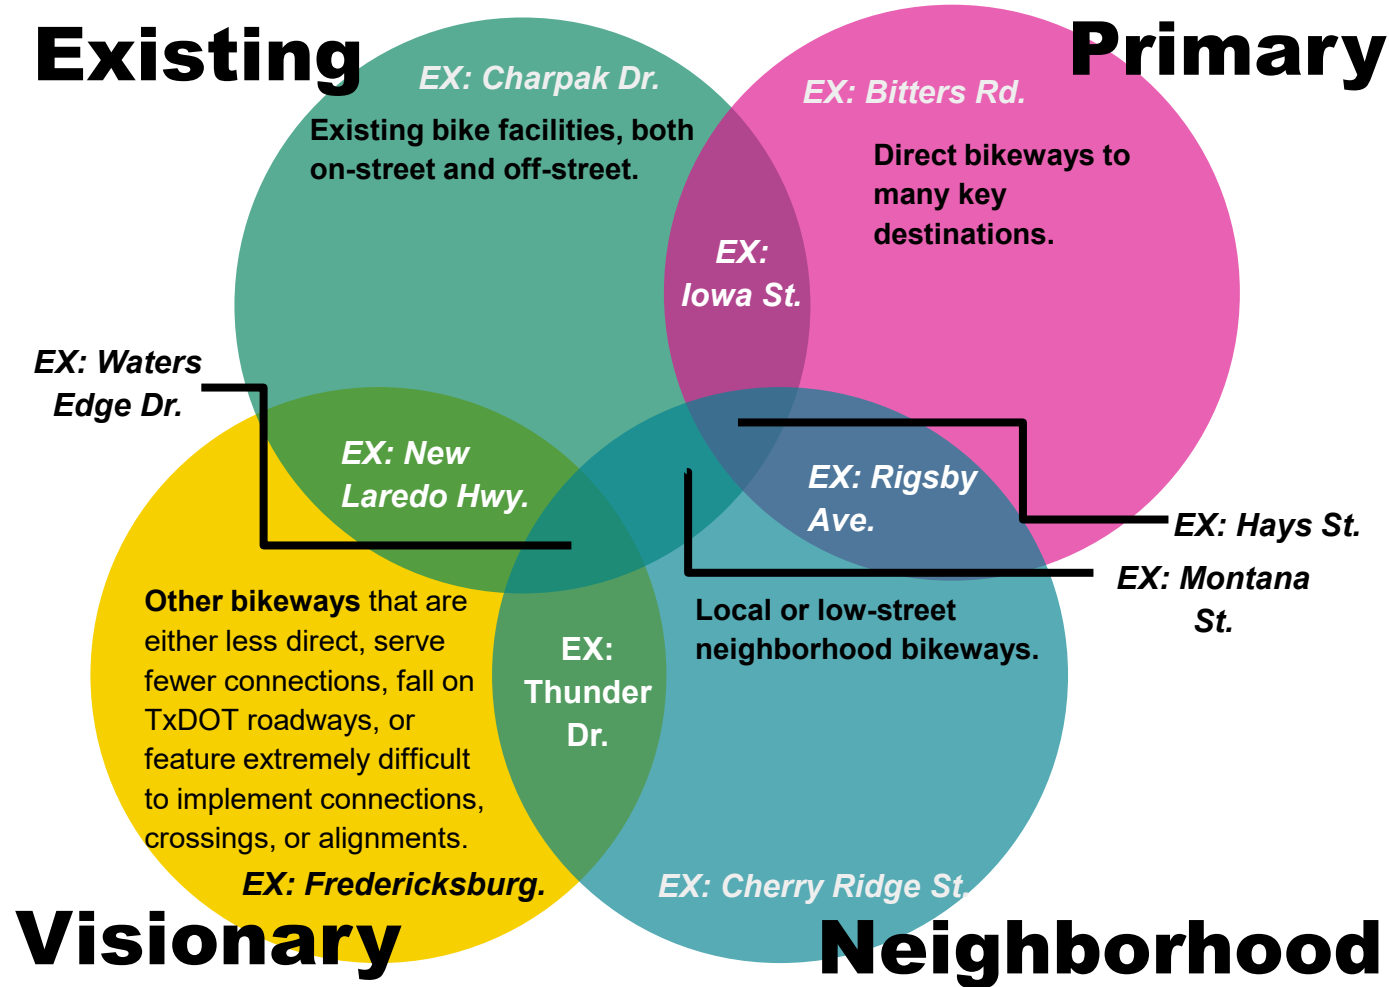 Existing
Primary
EX: Charpak Dr.
Existing bike facilities, both
on-street and off-street.
EX: Bitters Rd.
Direct bikeways to
many key
destinations.
EX:
Iowa St.
EX: Waters
Edge Dr.
EX: New
Laredo Hwy.
EX: Rigsby
Ave.
EX: Hays St.
EX: Montana
St.
Other bikeways that are
either less direct, serve
fewer connections, fall on
TxDOT roadways, or
feature extremely difficult
to implement connections,
crossings, or alignments.
EX: Fredericksburg.
EX:
Thunder
Dr.
Local or low-street
neighborhood bikeways.
EX: Cherry Ridge St.
Visionary
Neighborhood